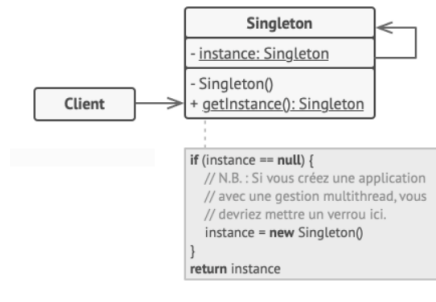 Singleton
- instance: Singleton
- Singleton()
+ getInstance(): Singleton
Client
if (instance == null) {
// N.B. : Si vous créez une application
// avec une gestion multithread, vous
// devriez mettre un verrou ici.
instance = new Singleton()
}
return instance